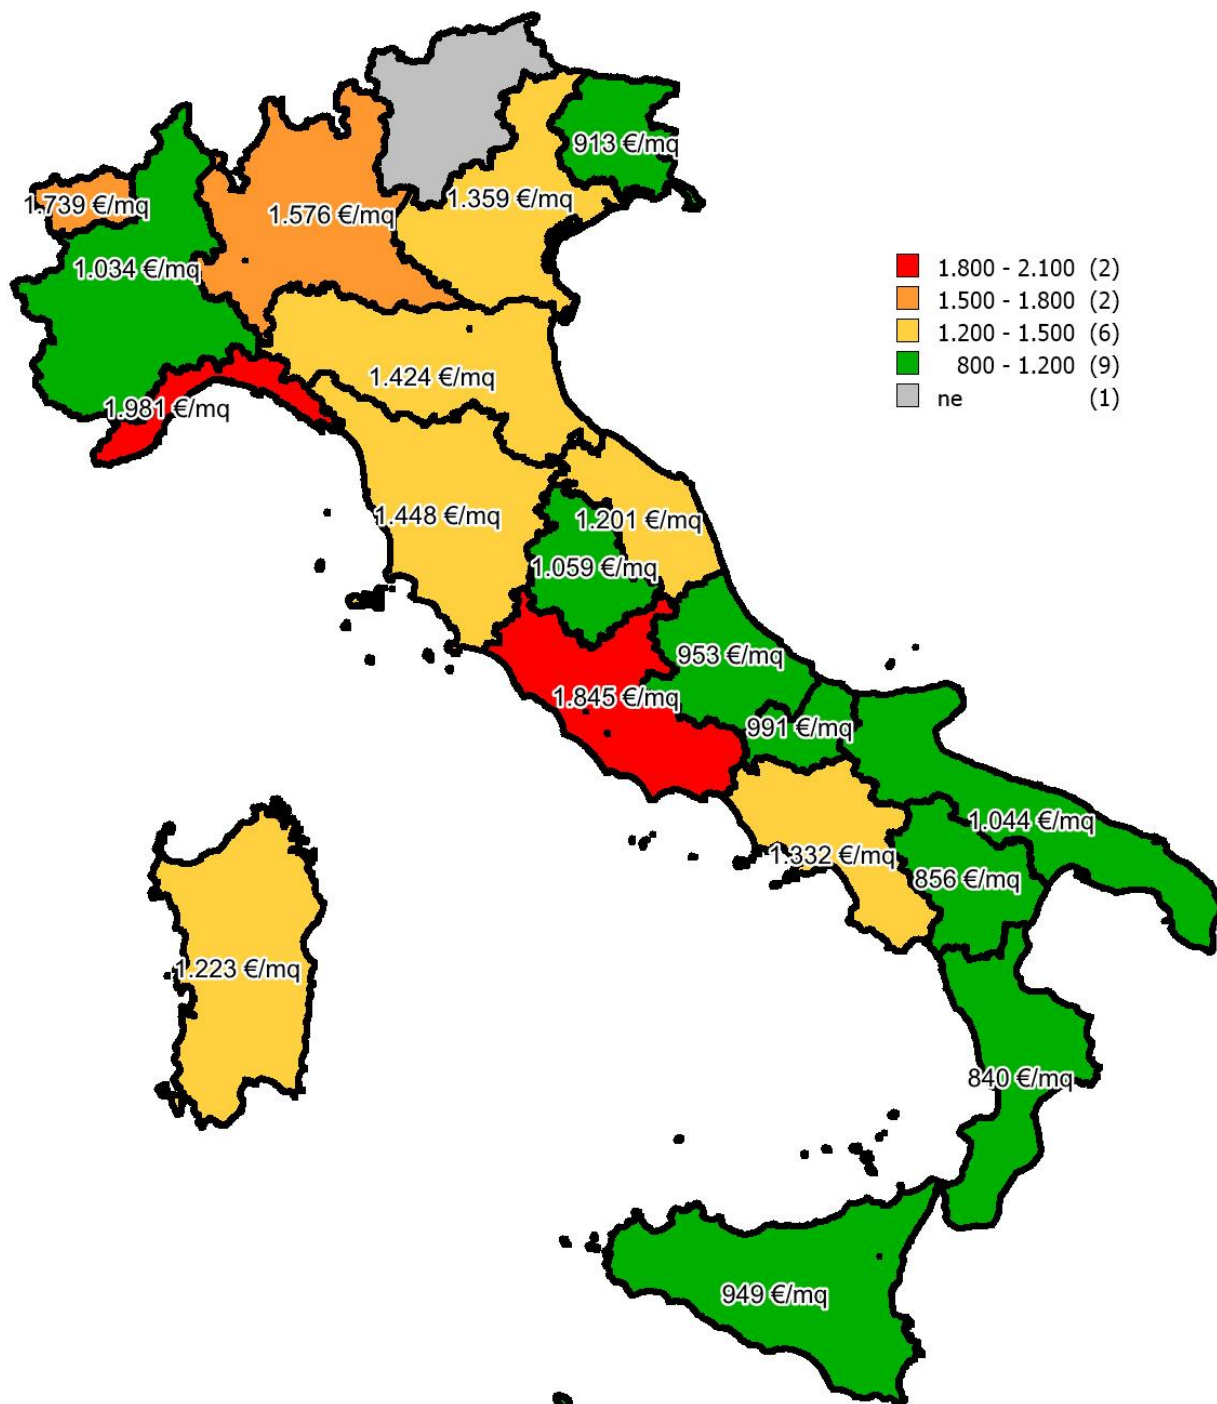 913 €/mq
1.739 €/mq
1.359 €/mq
1.576 €/mq
1.034 €/mq
1.800 - 2.100 (2)
1.500 - 1.800 (2)
1.200 - 1.500 (6)
800 - 1.200 (9)
ne (1)
1.424 €/mq
1.981 €/mq
1.448 €/mq
1.201 €/mq
1.059 €/mq
953 €/mq
1.845 €/mq
991 €/mq
1.044 €/mq
1.332 €/mq
856 €/mq
1.223 €/mq
840 €/mq
949 €/mq